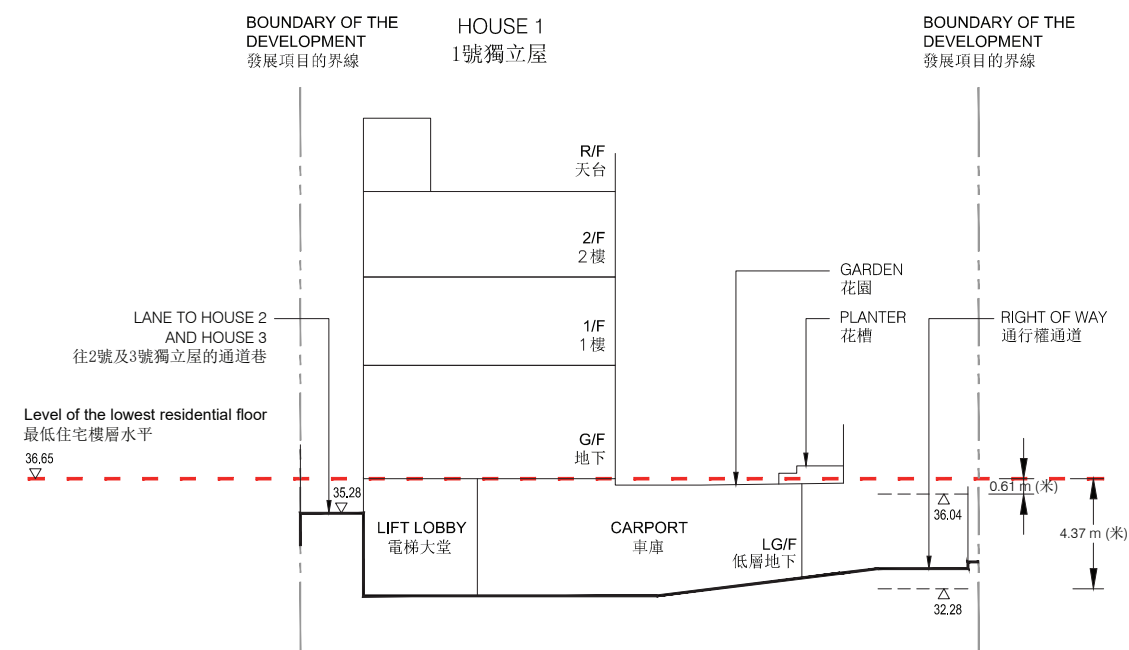 BOUNDARY OF THE
DEVELOPMENT
發展項目的界線
HOUSE 1
1號獨立屋
BOUNDARY OF THE
DEVELOPMENT
發展項目的界線
R/F
天台
2/F
2樓
GARDEN
花園
LANE TO HOUSE 2
AND HOUSE 3
往2號及3號獨立屋的通道巷
1/F
1樓
PLANTER
花槽
RIGHT OF WAY
通行權通道
Level of the lowest residential floor
最低住宅樓層水平
36.65
G/F
地下
35.28
0.61 m (米)
36.04
4.37 m (米)
LIFT LOBBY
電梯大堂
CARPORT
車庫
LG/F
低層地下
32.28